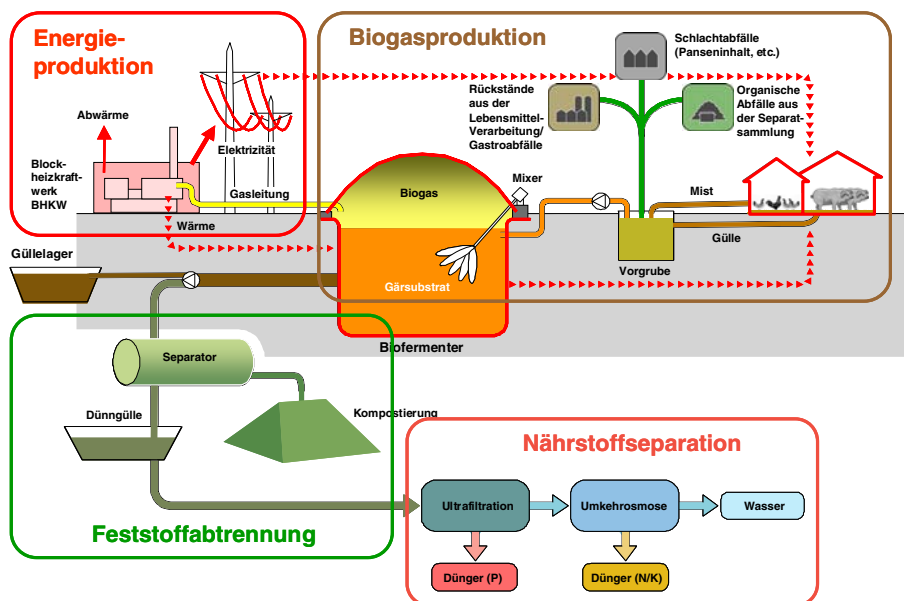 Energie-
produktion
Biogasproduktion
Schlachtabfälle
(Panseninhalt, etc.)
Rückstände
aus der
Lebensmittel-
Verarbeitung/
Gastroabfälle
Organische
Abfälle aus
der Separat-
sammlung
Abwärme
Elektrizität
Block-
heizkraft-
werk
BHKW
Gasleitung
Biogas
Mixer
Mist
Wärme
Gülle
Güllelager
Vorgrube
Gärsubstrat
Biofermenter
Separator
Dünngülle
Kompostierung
Nährstoffseparation
Ultrafiltration
Umkehrosmose
Wasser
Feststoffabtrennung
Dünger (P)
Dünger (N/K)